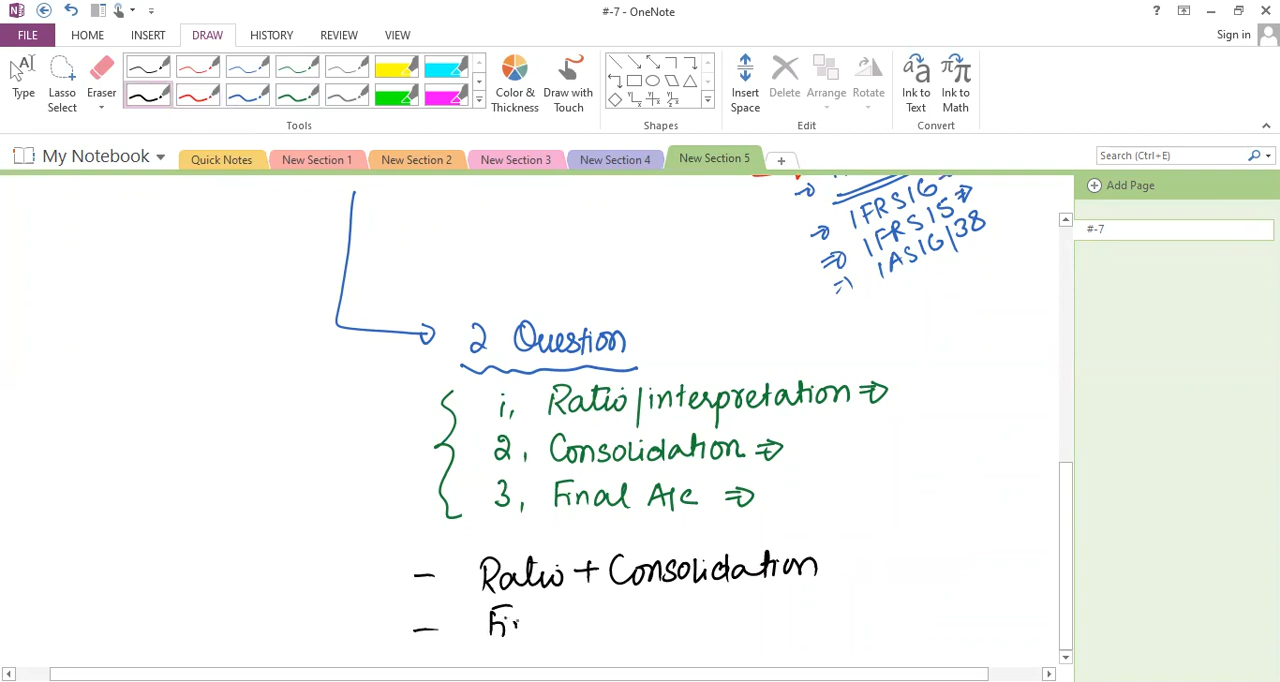 #-7 - OneNote
?
Sign in
FILE HOME INSERT DRAW HISTORY REVIEW VIEW
Type
Lasso Select
Eraser
Color & Thickness
Draw with Touch
Insert Space
Delete
Arrange
Rotate
Ink to Text
Ink to Math
Tools
Shapes
Edit
Convert
My Notebook
Quick Notes New Section 1 New Section 2 New Section 3 New Section 4 New Section 5
Search (Ctrl+E)
Add Page
#-7
→ IFRS16
→ IFRS15 ⇒
⇒ IAS16/38
⇒
2 Question
1, Ratio/interpretation ⇒
2, Consolidation ⇒
3, Final A/c ⇒
- Ratio + Consolidation
- Fi